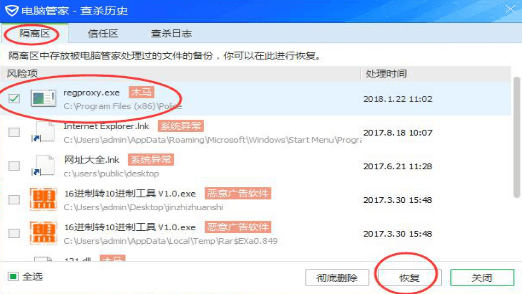 电脑管家 - 查杀历史
隔离区 信任区 查杀日志
隔离区中存放被电脑管家处理过的文件的备份，你可以在此进行恢复。
风险项 处理时间
regproxy.exe 木马 2018.1.22 11:02
C:\Program Files (x86)\Police
Internet Explorer.lnk 系统异常 2017.8.18 10:07
C:\Users\admin\AppData\Roaming\Microsoft\Windows\Start Menu\Progra
网址大全.lnk 系统异常 2017.6.21 11:28
c:\users\public\desktop
16进制转10进制工具 V1.0.exe 恶意广告软件 2017.3.30 15:48
C:\Users\admin\Desktop\jinzhizhuanshi
16进制转10进制工具 V1.0.exe 恶意广告软件 2017.3.30 15:48
C:\Users\admin\AppData\Local\Temp\Rar$EXa0.849
全选 彻底删除 恢复 关闭